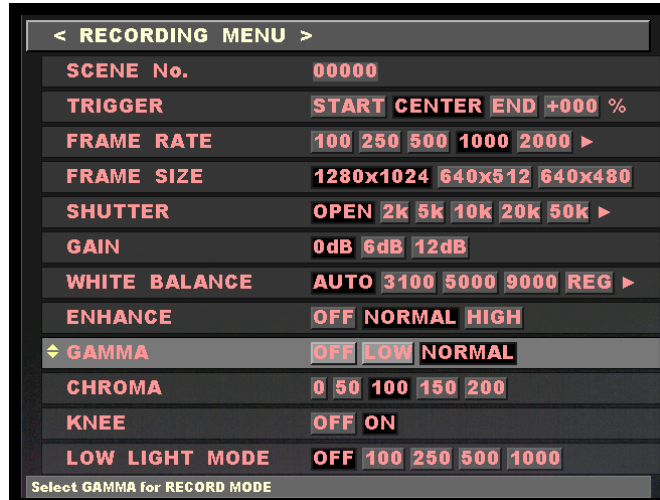 < RECORDING MENU >
SCENE No. 00000
TRIGGER START CENTER END +000 %
FRAME RATE 100 250 500 1000 2000 ►
FRAME SIZE 1280x1024 640x512 640x480
SHUTTER OPEN 2k 5k 10k 20k 50k ►
GAIN 0dB 6dB 12dB
WHITE BALANCE AUTO 3100 5000 9000 REG ►
ENHANCE OFF NORMAL HIGH
GAMMA OFF LOW NORMAL
CHROMA 0 50 100 150 200
KNEE OFF ON
LOW LIGHT MODE OFF 100 250 500 1000
Select GAMMA for RECORD MODE